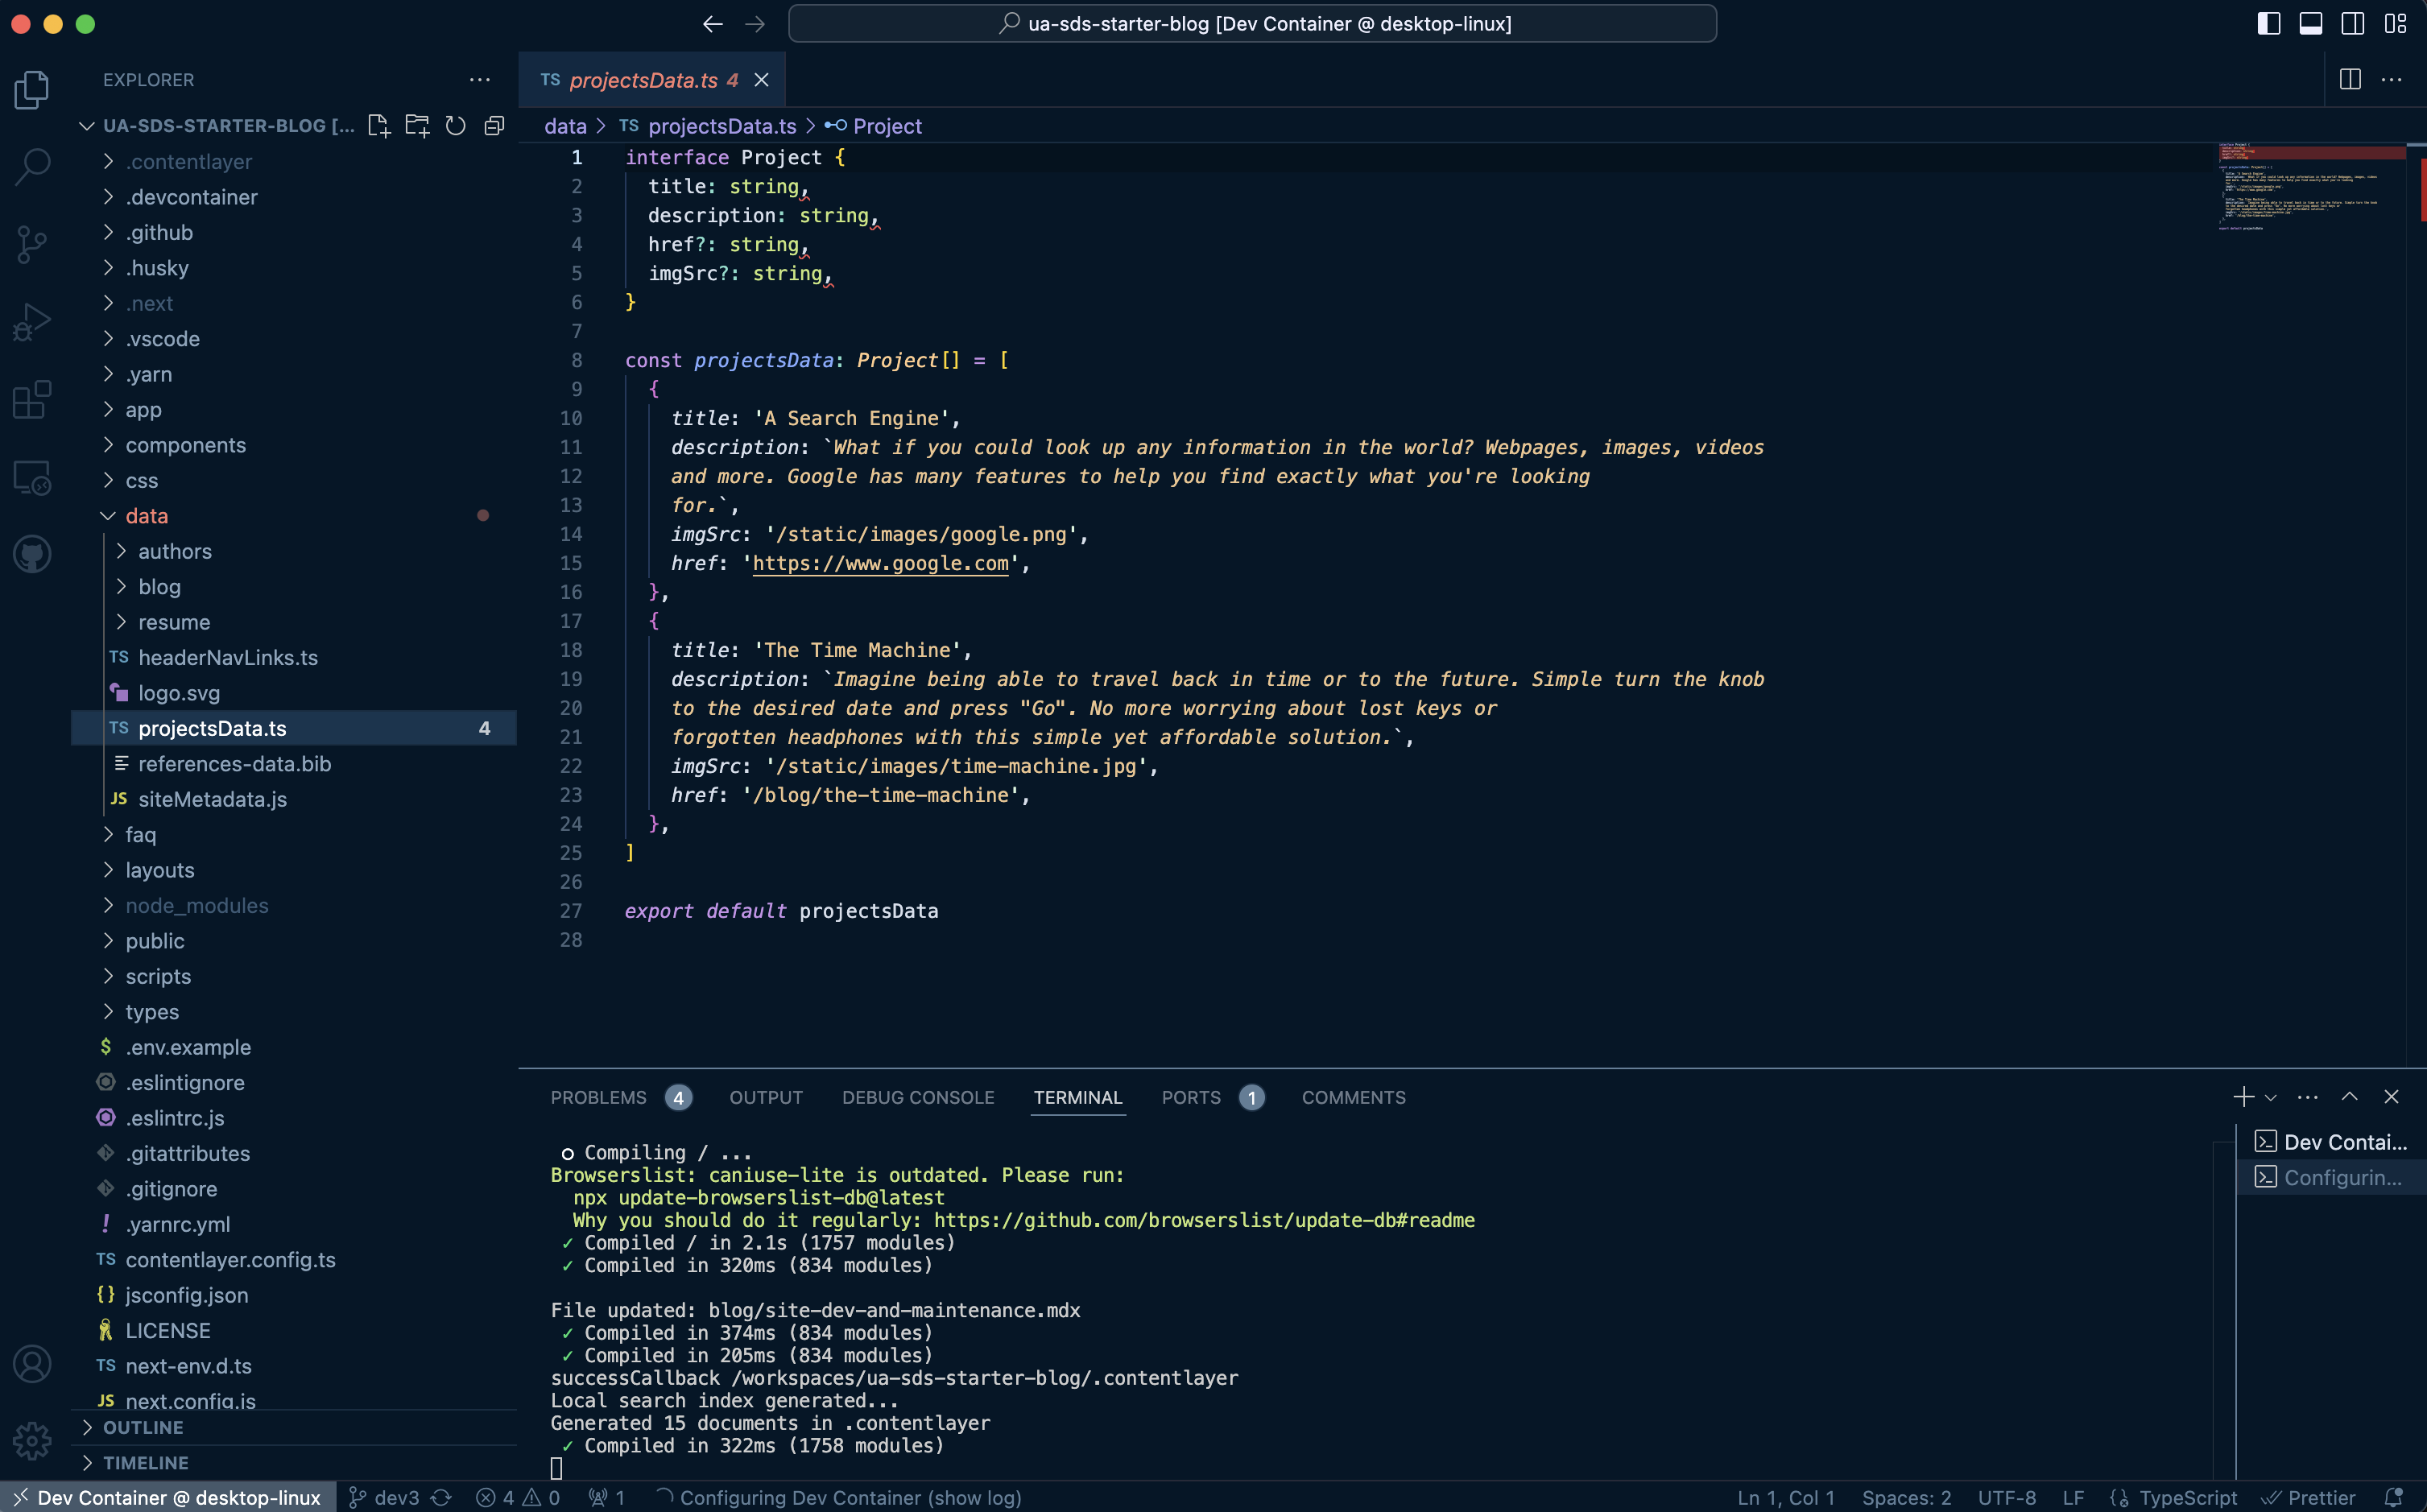 ua-sds-starter-blog [Dev Container @ desktop-linux]
EXPLORER
UA-SDS-STARTER-BLOG [...
.contentlayer
.devcontainer
.github
.husky
.next
.vscode
.yarn
app
components
css
data
authors
blog
resume
TS headerNavLinks.ts
logo.svg
TS projectsData.ts 4
references-data.bib
JS siteMetadata.js
faq
layouts
node_modules
public
scripts
types
$ .env.example
.eslintignore
.eslintrc.js
.gitattributes
.gitignore
! .yarnrc.yml
TS contentlayer.config.ts
{} jsconfig.json
LICENSE
TS next-env.d.ts
JS next.config.js
OUTLINE
TIMELINE
TS projectsData.ts 4
data > TS projectsData.ts > Project
1 interface Project {
2 title: string,
3 description: string,
4 href?: string,
5 imgSrc?: string,
6 }
7
8 const projectsData: Project[] = [
9 {
10 title: 'A Search Engine',
11 description: `What if you could look up any information in the world? Webpages, images, videos
12 and more. Google has many features to help you find exactly what you're looking
13 for.`,
14 imgSrc: '/static/images/google.png',
15 href: 'https://www.google.com',
16 },
17 {
18 title: 'The Time Machine',
19 description: `Imagine being able to travel back in time or to the future. Simple turn the knob
20 to the desired date and press "Go". No more worrying about lost keys or
21 forgotten headphones with this simple yet affordable solution.`,
22 imgSrc: '/static/images/time-machine.jpg',
23 href: '/blog/the-time-machine',
24 },
25 ]
26
27 export default projectsData
28
PROBLEMS 4 OUTPUT DEBUG CONSOLE TERMINAL PORTS 1 COMMENTS
○ Compiling / ...
Browserslist: caniuse-lite is outdated. Please run:
npx update-browserslist-db@latest
Why you should do it regularly: https://github.com/browserslist/update-db#readme
✓ Compiled / in 2.1s (1757 modules)
✓ Compiled in 320ms (834 modules)
File updated: blog/site-dev-and-maintenance.mdx
✓ Compiled in 374ms (834 modules)
✓ Compiled in 205ms (834 modules)
successCallback /workspaces/ua-sds-starter-blog/.contentlayer
Local search index generated...
Generated 15 documents in .contentlayer
✓ Compiled in 322ms (1758 modules)
Dev Contai...
Configurin...
Dev Container @ desktop-linux dev3 4 0 1 Configuring Dev Container (show log) Ln 1, Col 1 Spaces: 2 UTF-8 LF TypeScript Prettier